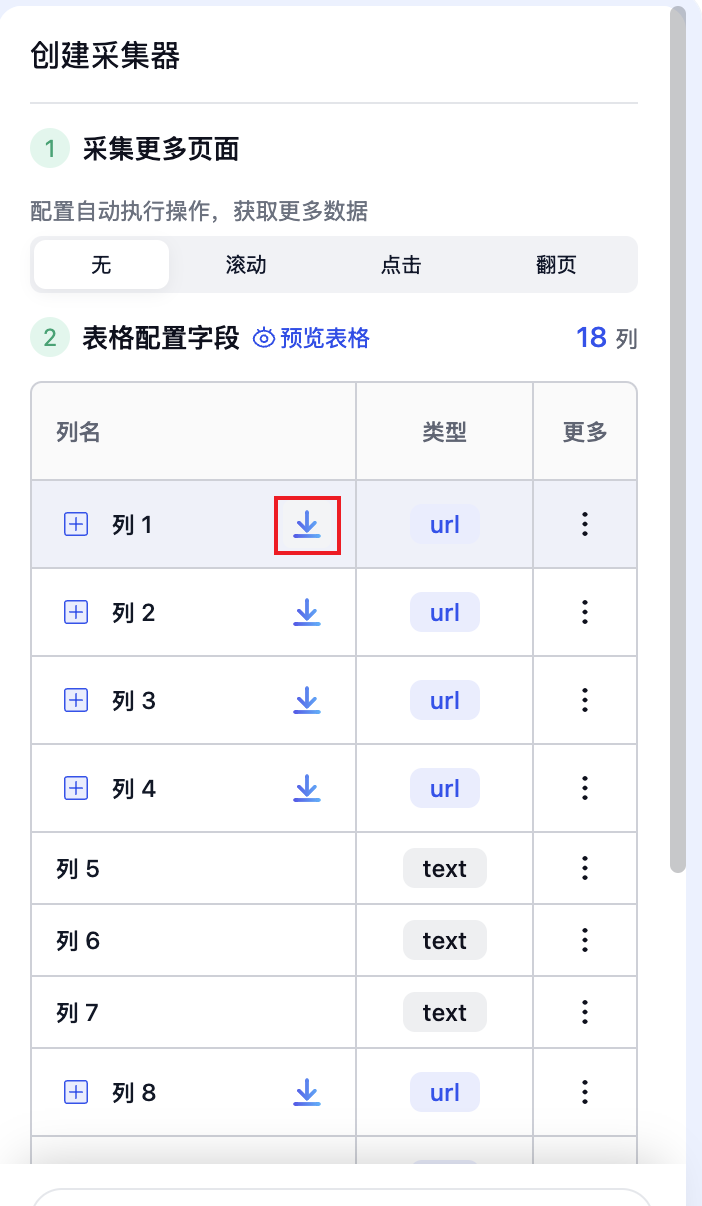 创建采集器
1 采集更多页面
配置自动执行操作，获取更多数据
无 滚动 点击 翻页
2 表格配置字段 预览表格 18 列
列名 类型 更多
列 1 url
列 2 url
列 3 url
列 4 url
列 5 text
列 6 text
列 7 text
列 8 url